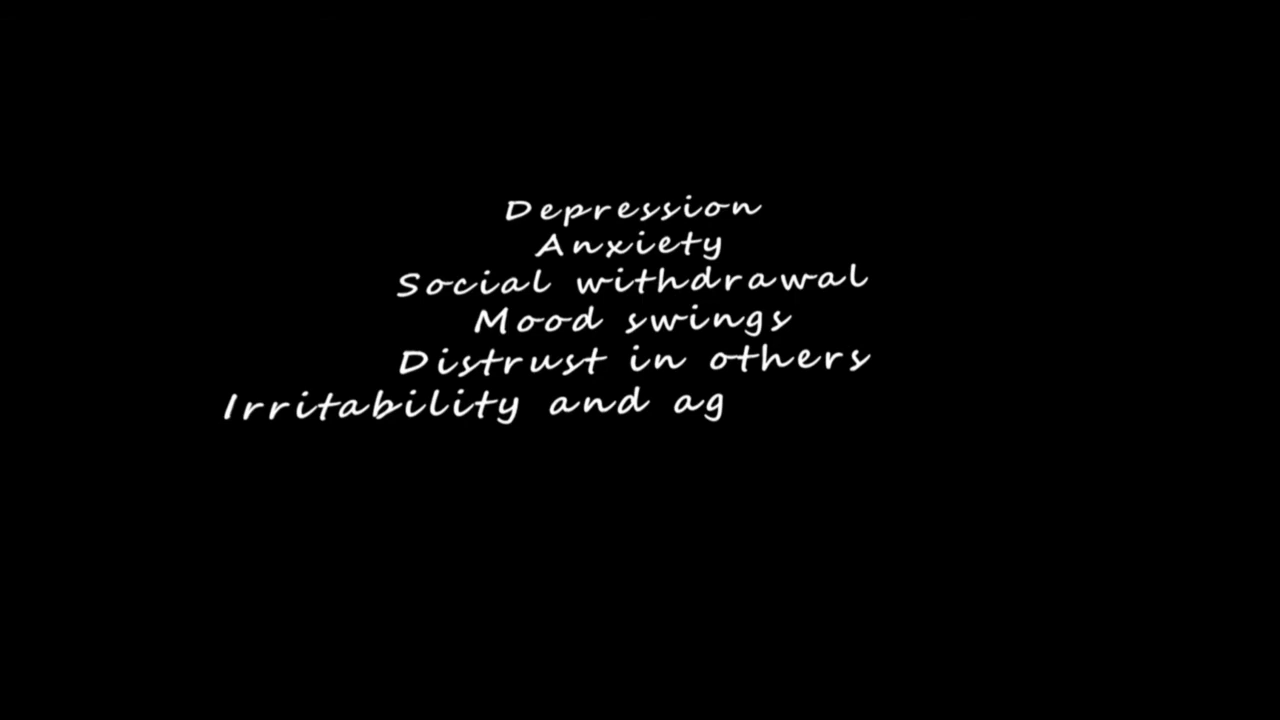 Depression
Anxiety
Social withdrawal
Mood swings
Distrust in others
Irritability and ag